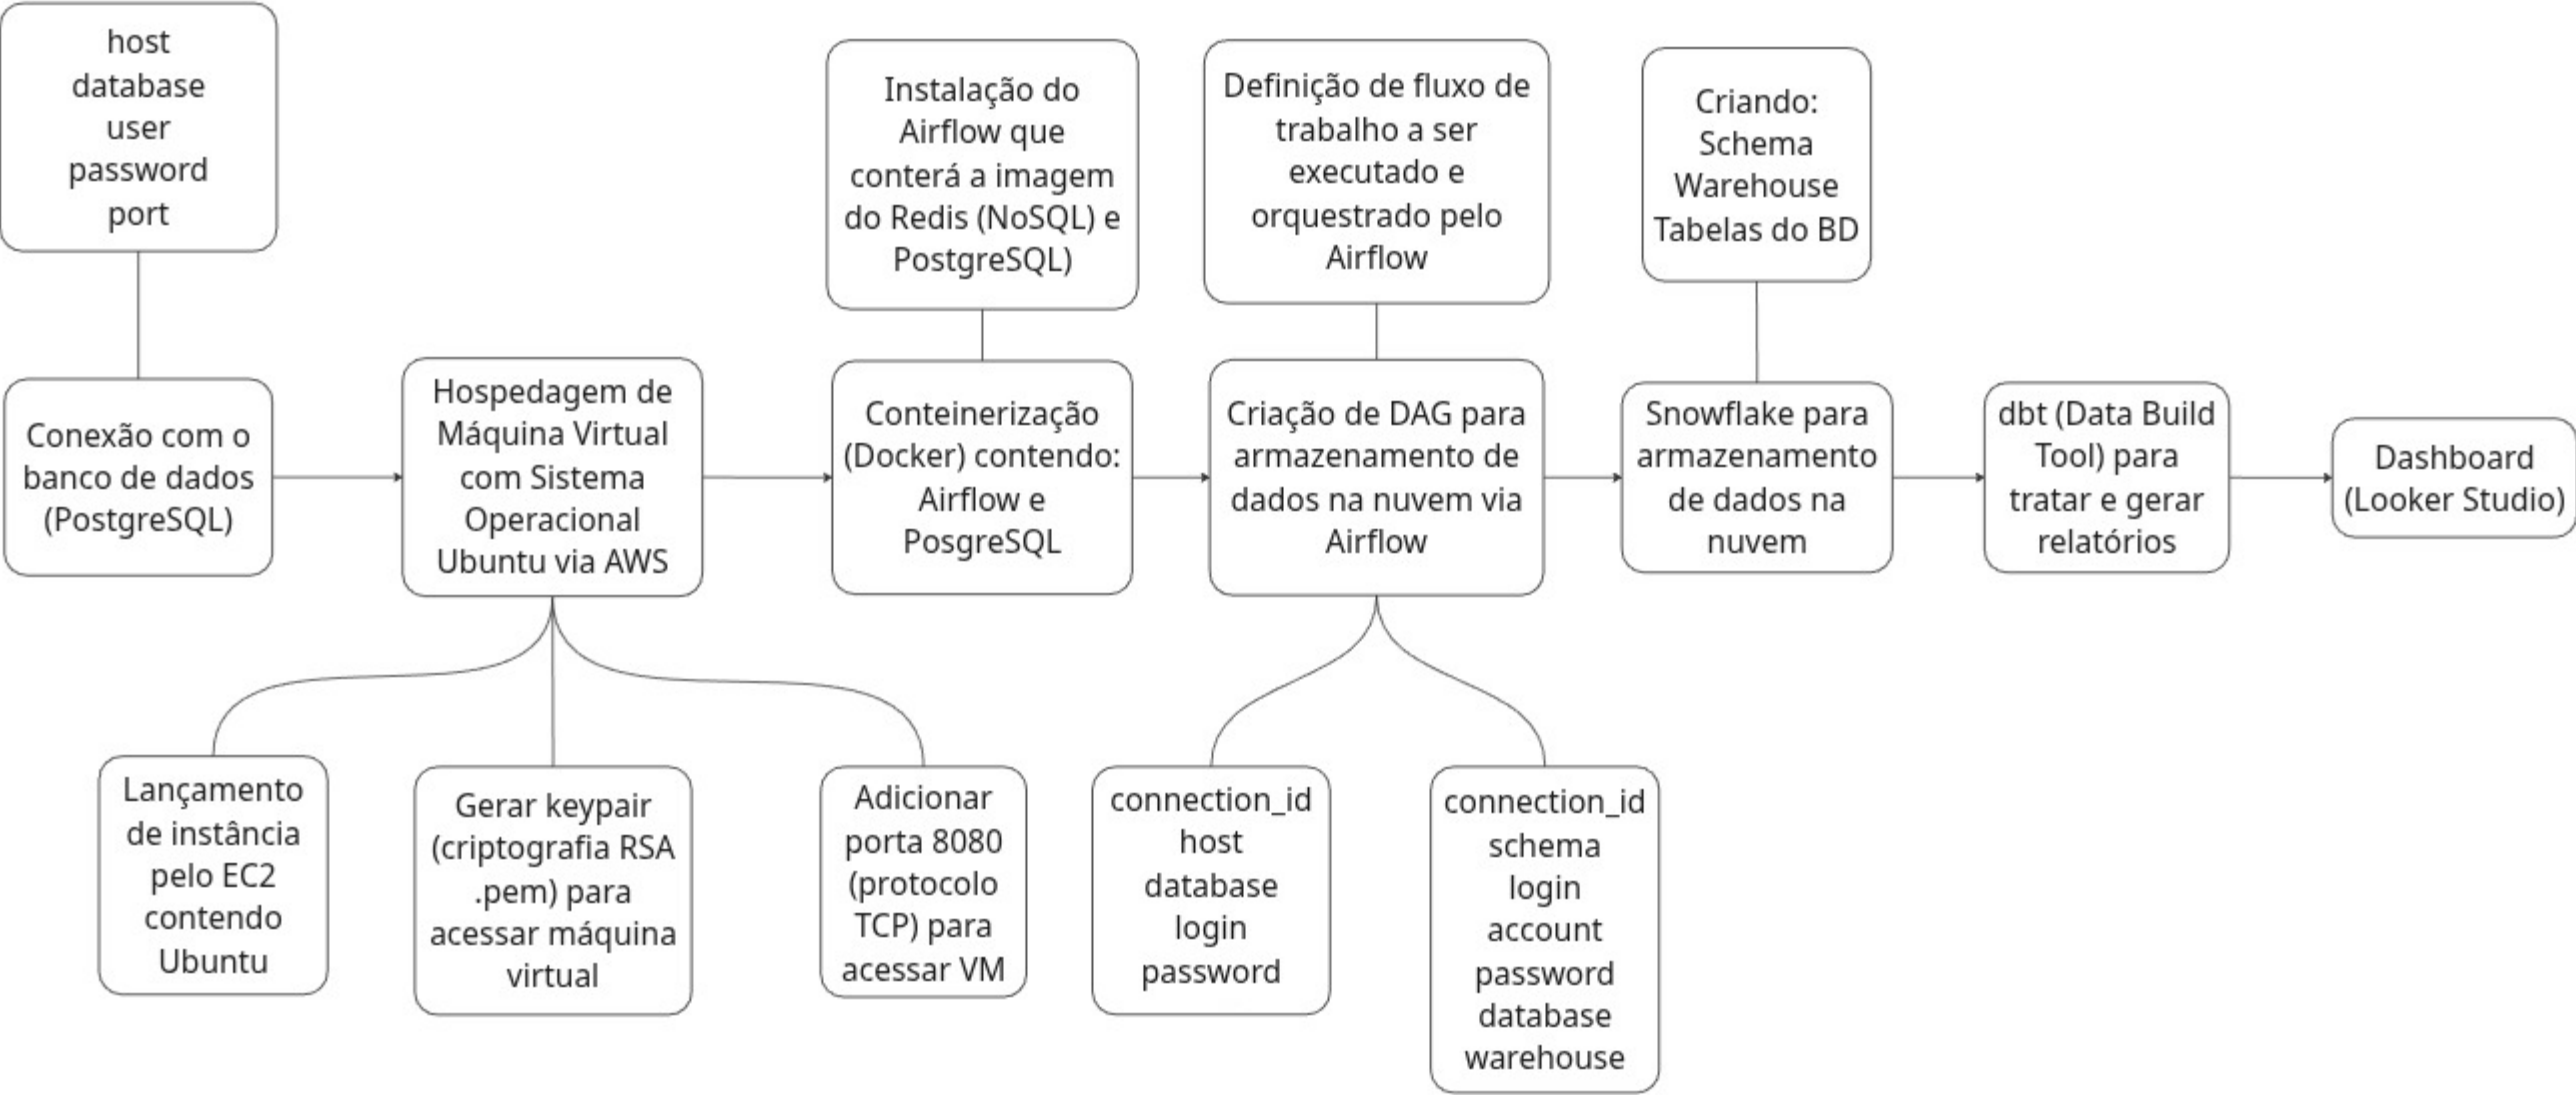 host
database
user
password
port
Instalação do
Airflow que
conterá a imagem
do Redis (NoSQL) e
PostgreSQL)
Definição de fluxo de
trabalho a ser
executado e
orquestrado pelo
Airflow
Criando:
Schema
Warehouse
Tabelas do BD
Conexão com o
banco de dados
(PostgreSQL)
Hospedagem de
Máquina Virtual
com Sistema
Operacional
Ubuntu via AWS
Conteinerização
(Docker) contendo:
Airflow e
PosgreSQL
Criação de DAG para
armazenamento de
dados na nuvem via
Airflow
Snowflake para
armazenamento
de dados na
nuvem
dbt (Data Build
Tool) para
tratar e gerar
relatórios
Dashboard
(Looker Studio)
Lançamento
de instância
pelo EC2
contendo
Ubuntu
Gerar keypair
(criptografia RSA
.pem) para
acessar máquina
virtual
Adicionar
porta 8080
(protocolo
TCP) para
acessar VM
connection_id
host
database
login
password
connection_id
schema
login
account
password
database
warehouse